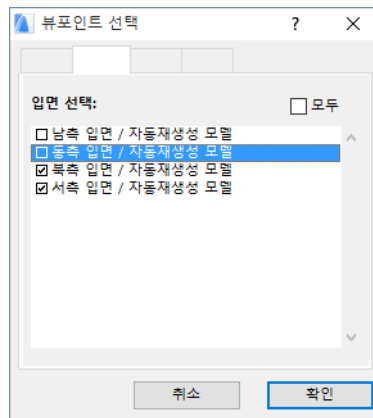 뷰포인트 선택
?
입면 선택:
모두
남측 입면 / 자동재생성 모델
동측 입면 / 자동재생성 모델
북측 입면 / 자동재생성 모델
서측 입면 / 자동재생성 모델
취소
확인